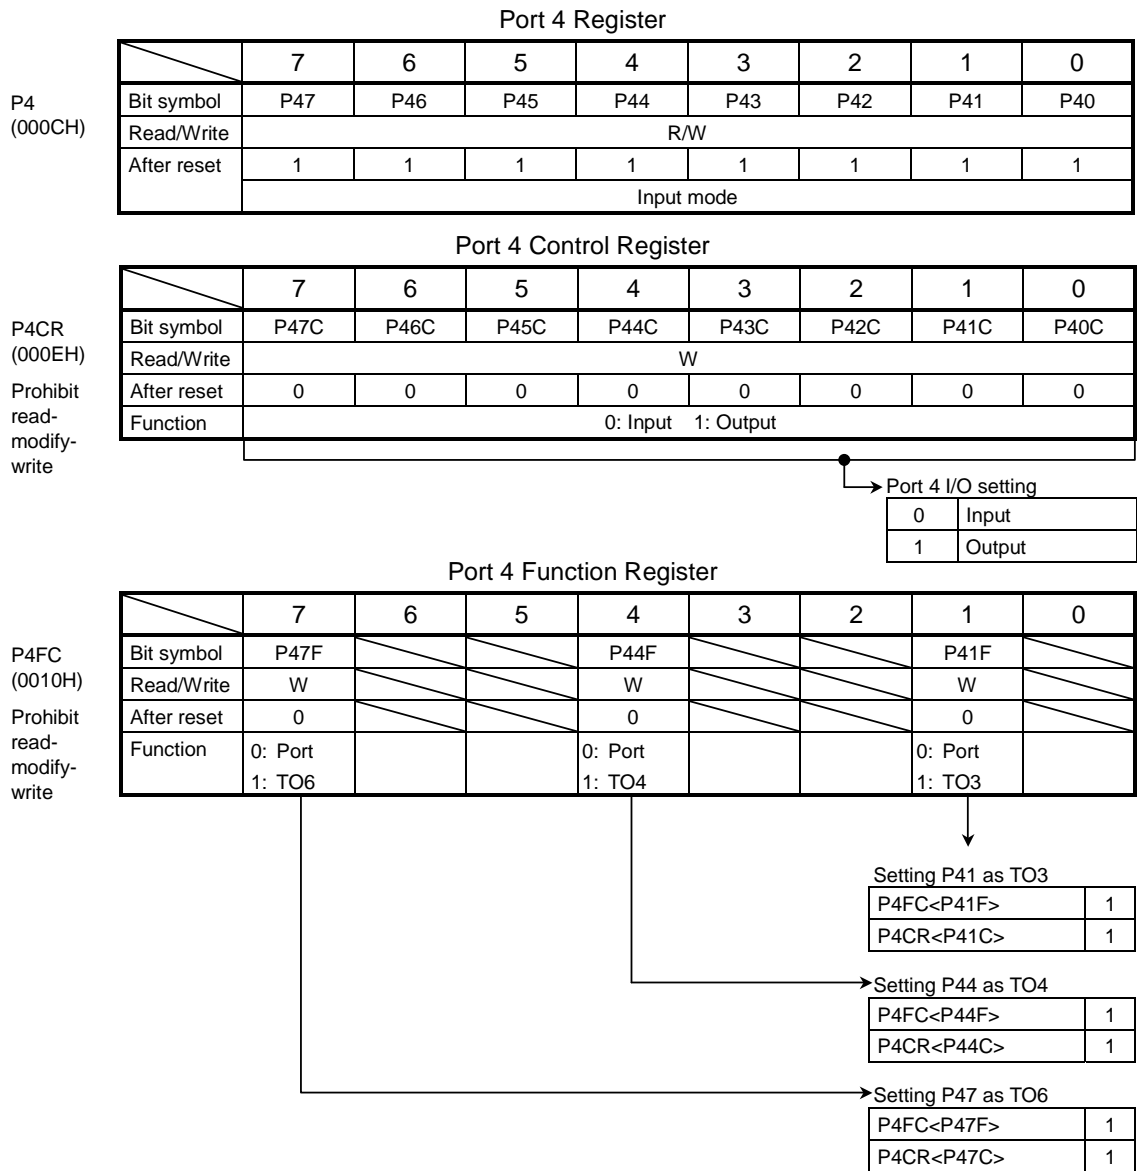 Port 4 Register
7 6 5 4 3 2 1 0
P4
(000CH)
Bit symbol P47 P46 P45 P44 P43 P42 P41 P40
Read/Write R/W
After reset 1 1 1 1 1 1 1 1
Input mode
Port 4 Control Register
7 6 5 4 3 2 1 0
P4CR
(000EH)
Prohibit
read-
modify-
write
Bit symbol P47C P46C P45C P44C P43C P42C P41C P40C
Read/Write W
After reset 0 0 0 0 0 0 0 0
Function 0: Input 1: Output
Port 4 I/O setting
0 Input
1 Output
Port 4 Function Register
7 6 5 4 3 2 1 0
P4FC
(0010H)
Prohibit
read-
modify-
write
Bit symbol P47F P44F P41F
Read/Write W W W
After reset 0 0 0
Function 0: Port 0: Port 0: Port
1: TO6 1: TO4 1: TO3
Setting P41 as TO3
P4FC<P41F> 1
P4CR<P41C> 1
Setting P44 as TO4
P4FC<P44F> 1
P4CR<P44C> 1
Setting P47 as TO6
P4FC<P47F> 1
P4CR<P47C> 1